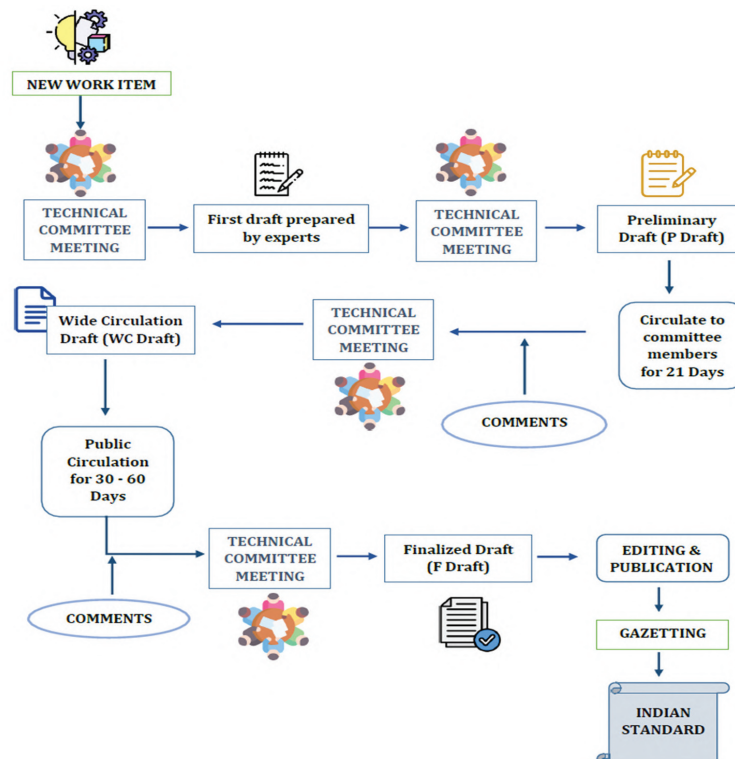 NEW WORK ITEM
TECHNICAL
COMMITTEE
MEETING
First draft prepared
by experts
TECHNICAL
COMMITTEE
MEETING
Preliminary
Draft (P Draft)
Wide Circulation
Draft (WC Draft)
TECHNICAL
COMMITTEE
MEETING
Circulate to
committee
members
for 21 Days
COMMENTS
Public
Circulation
for 30 - 60
Days
TECHNICAL
COMMITTEE
MEETING
Finalized Draft
(F Draft)
EDITING &
PUBLICATION
COMMENTS
GAZETTING
INDIAN
STANDARD